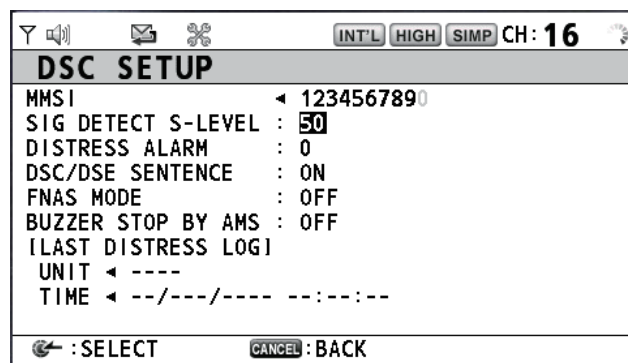 INT'L HIGH SIMP CH: 16
DSC SETUP
MMSI ◄ 1234567890
SIG DETECT S-LEVEL : 50
DISTRESS ALARM : 0
DSC/DSE SENTENCE : ON
FNAS MODE : OFF
BUZZER STOP BY AMS : OFF
[LAST DISTRESS LOG]
UNIT ◄ ----
TIME ◄ --/---/---- --:--:--
:SELECT CANCEL:BACK